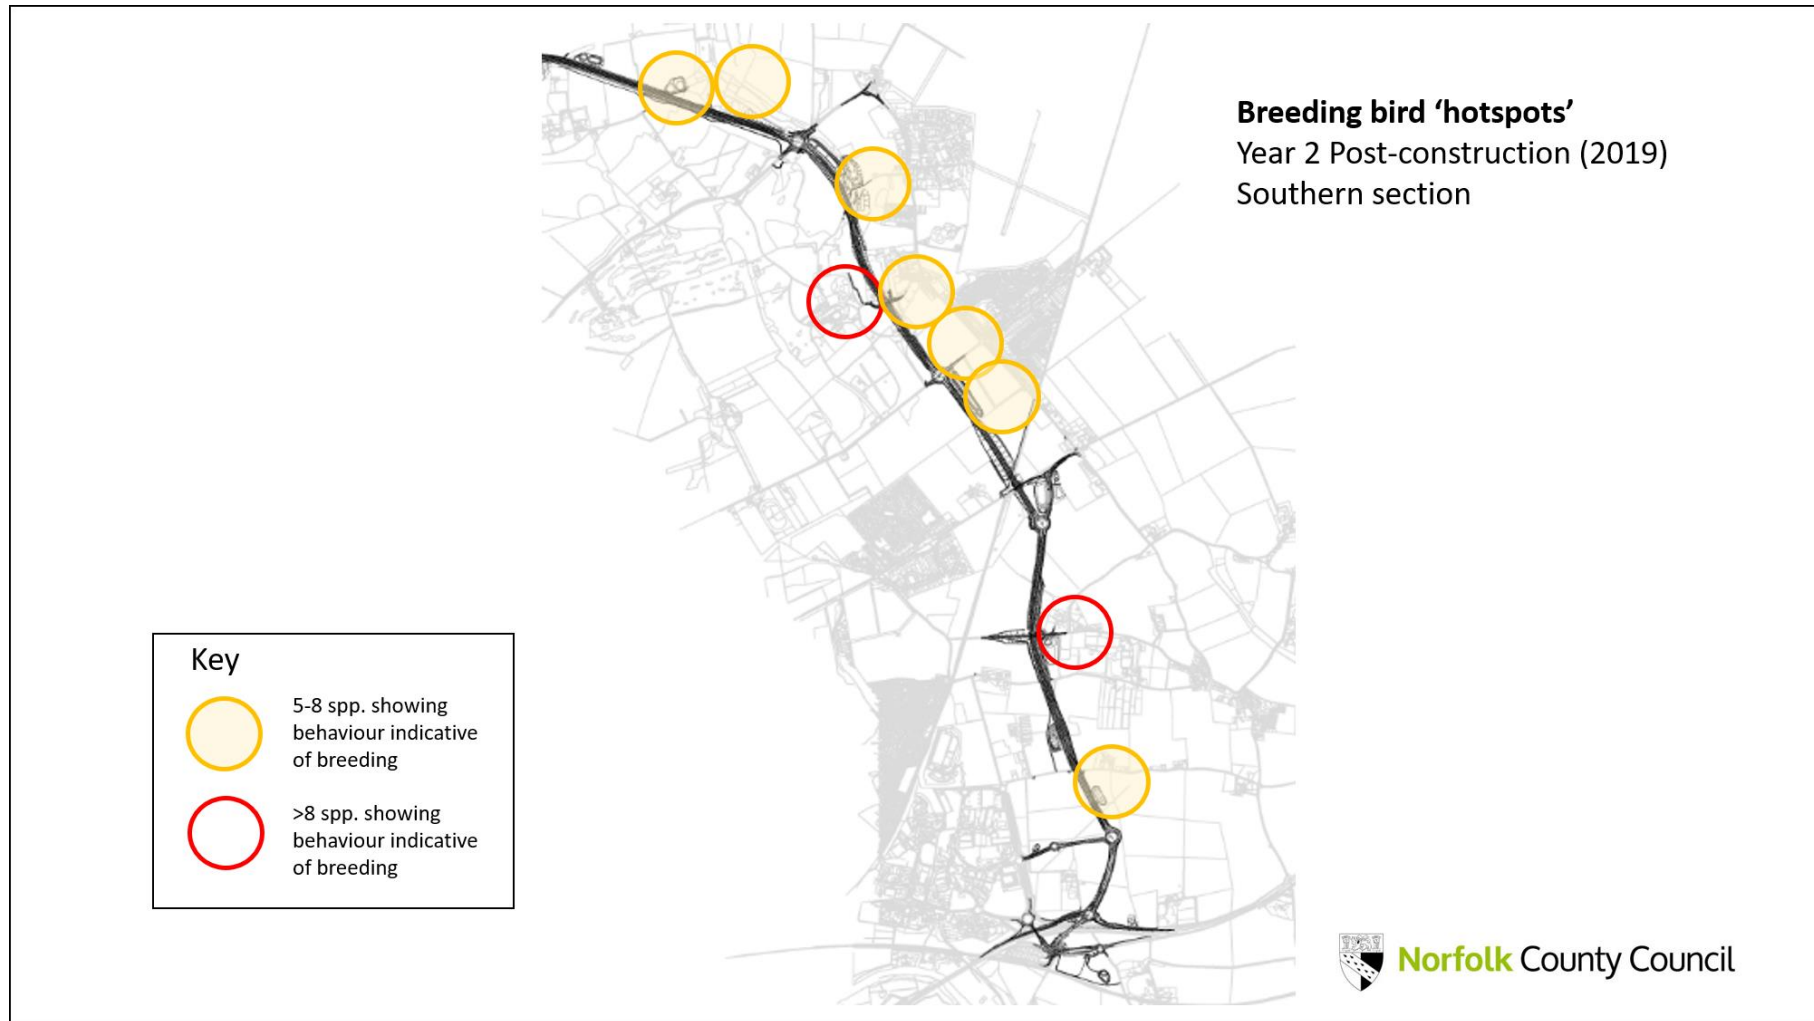 Breeding bird ‘hotspots’
Year 2 Post-construction (2019)
Southern section
Key
5-8 spp. showing
behaviour indicative
of breeding
>8 spp. showing
behaviour indicative
of breeding
Norfolk County Council